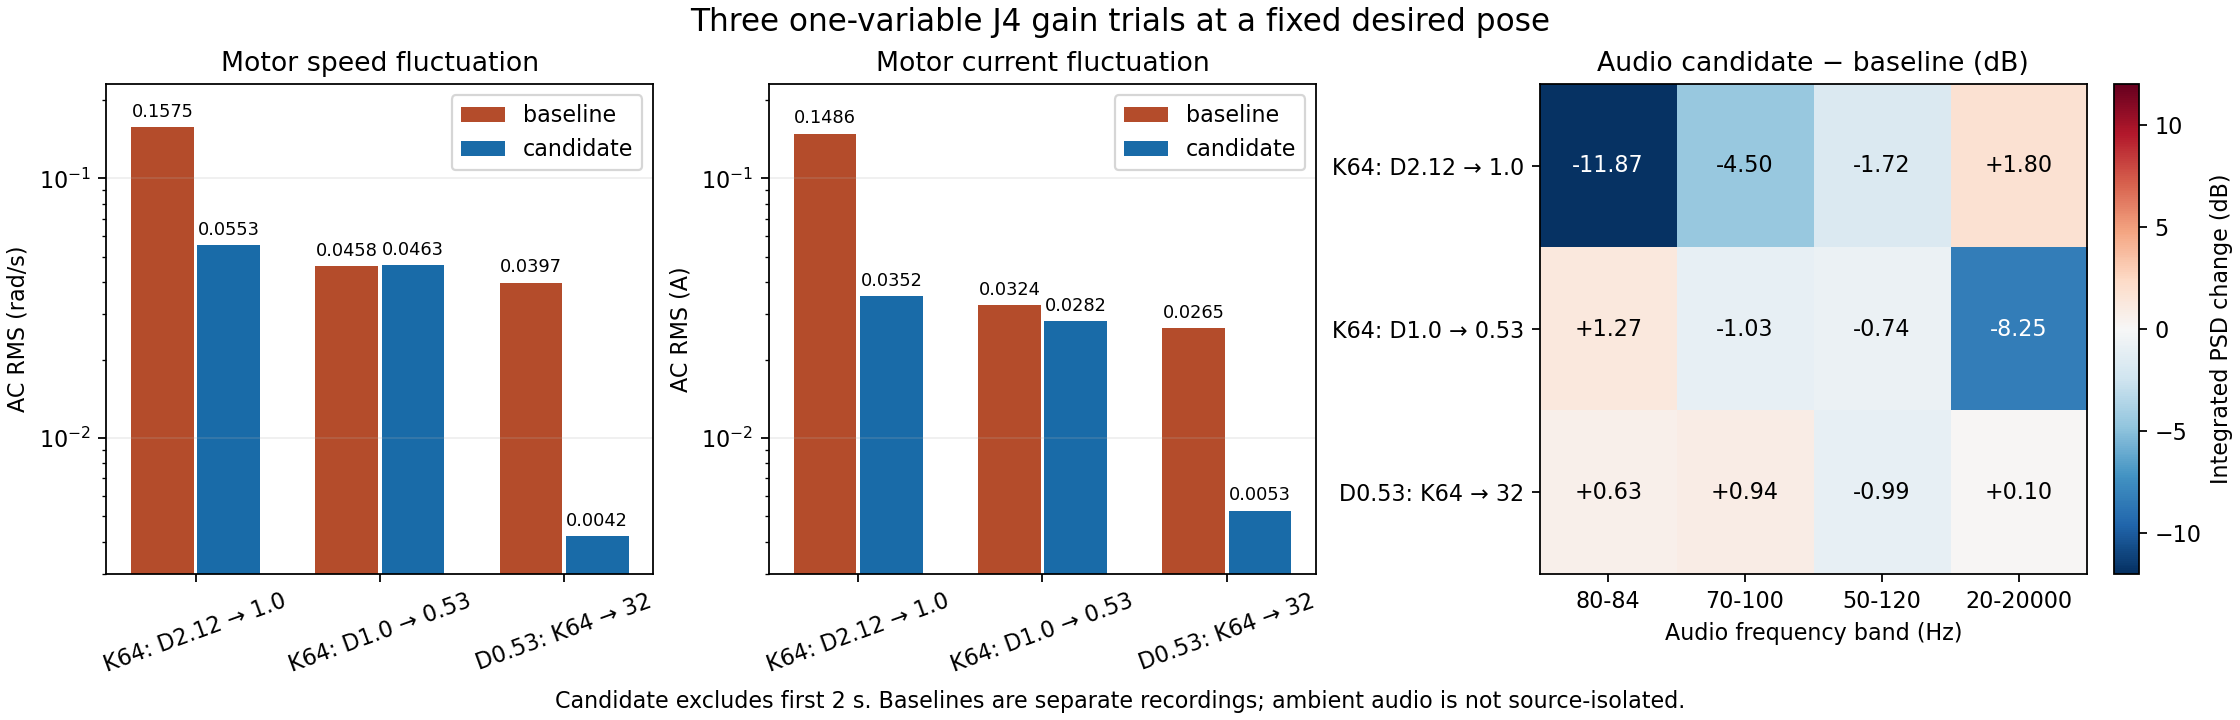 Three one-variable J4 gain trials at a fixed desired pose
Motor speed fluctuation
AC RMS (rad/s)
10⁻¹
10⁻²
baseline
candidate
0.1575
0.0553
0.0458
0.0463
0.0397
0.0042
K64: D2.12 → 1.0
K64: D1.0 → 0.53
D0.53: K64 → 32
Motor current fluctuation
AC RMS (A)
10⁻¹
10⁻²
baseline
candidate
0.1486
0.0352
0.0324
0.0282
0.0265
0.0053
K64: D2.12 → 1.0
K64: D1.0 → 0.53
D0.53: K64 → 32
Audio candidate − baseline (dB)
K64: D2.12 → 1.0
-11.87
-4.50
-1.72
+1.80
K64: D1.0 → 0.53
+1.27
-1.03
-0.74
-8.25
D0.53: K64 → 32
+0.63
+0.94
-0.99
+0.10
80-84
70-100
50-120
20-20000
Audio frequency band (Hz)
10
5
0
−5
−10
Integrated PSD change (dB)
Candidate excludes first 2 s. Baselines are separate recordings; ambient audio is not source-isolated.